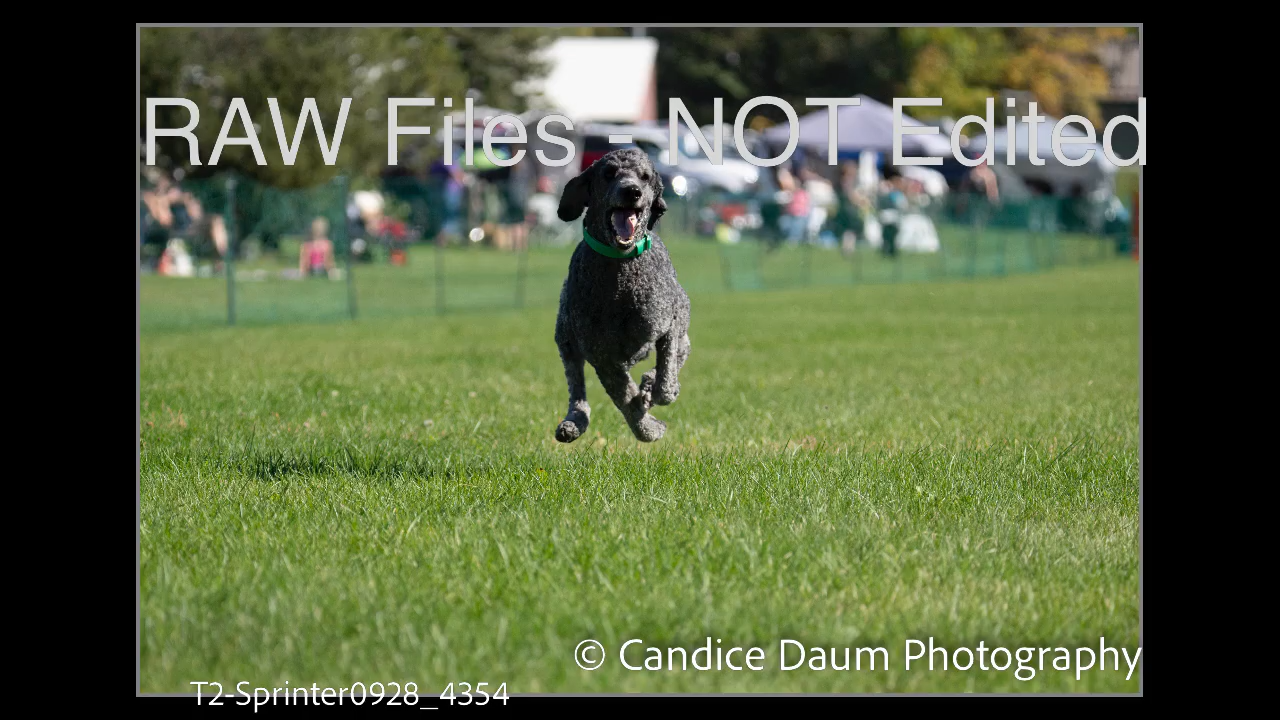 RAW Files - NOT Edited
© Candice Daum Photography
T2-Sprinter0928_4354